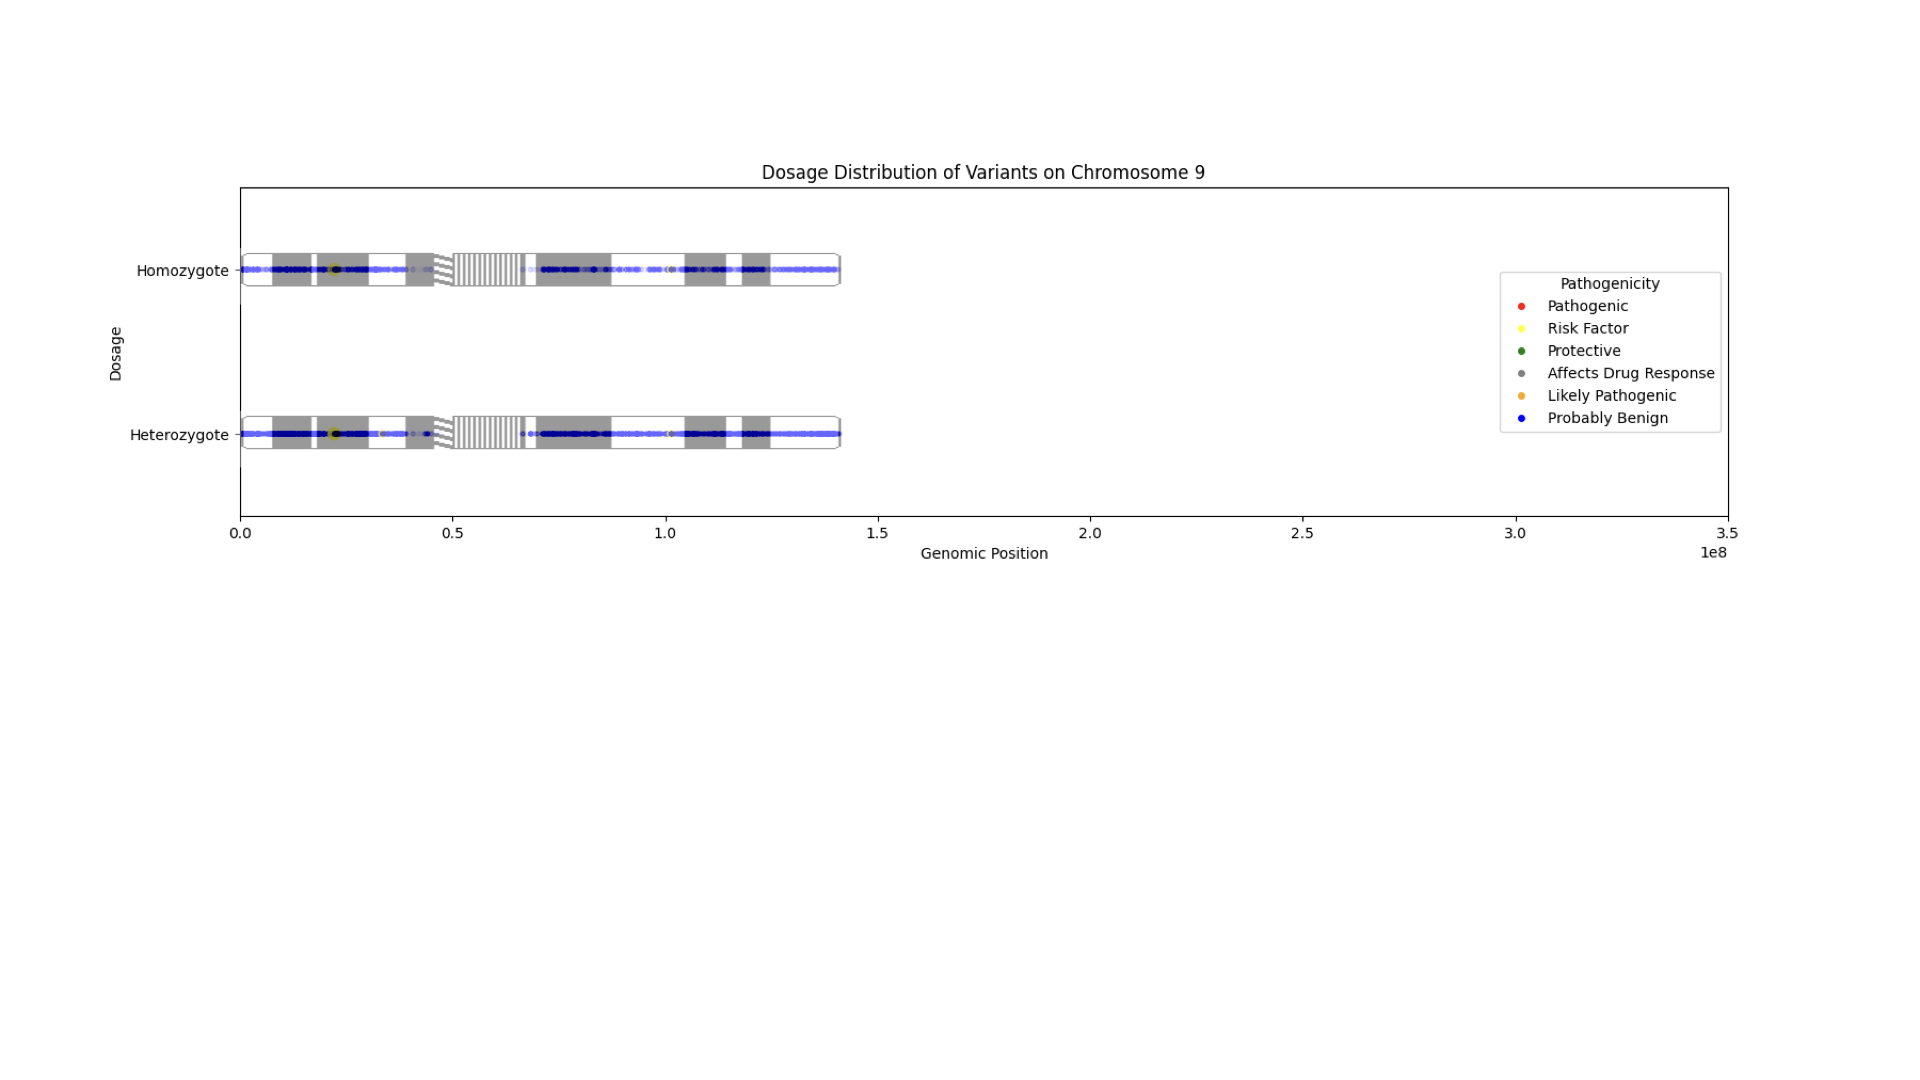 Dosage Distribution of Variants on Chromosome 9
Homozygote
Heterozygote
Dosage
Pathogenicity
Pathogenic
Risk Factor
Protective
Affects Drug Response
Likely Pathogenic
Probably Benign
0.0 0.5 1.0 1.5 2.0 2.5 3.0 3.5
1e8
Genomic Position